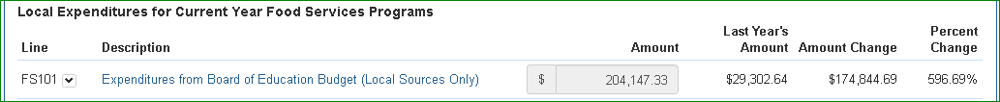 Local Expenditures for Current Year Food Services Programs
Line Description Amount Last Year's Amount Amount Change Percent Change
FS101 Expenditures from Board of Education Budget (Local Sources Only) $ 204,147.33 $29,302.64 $174,844.69 596.69%